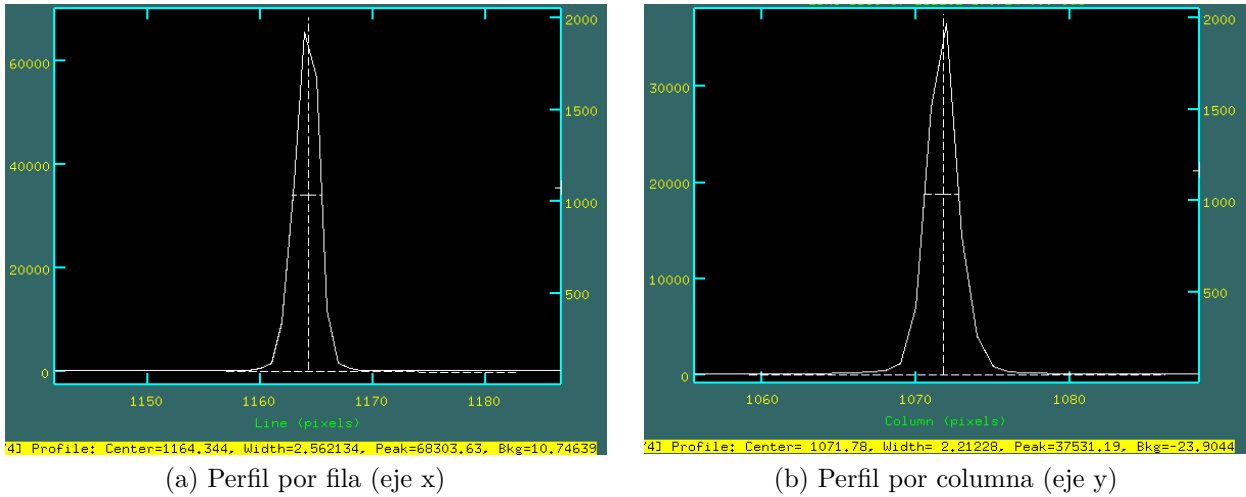 60000
40000
20000
0
2000
1500
1000
500
1150 1160 1170 1180
Line (pixels)
4] Profile: Center=1164.344, Width=2.562134, Peak=68303.63, Bkg=10.74639
(a) Perfil por fila (eje x)
30000
20000
10000
0
2000
1500
1000
500
1060 1070 1080
Column (pixels)
4] Profile: Center= 1071.78, Width= 2.21228, Peak=37531.19, Bkg=-23.9044
(b) Perfil por columna (eje y)